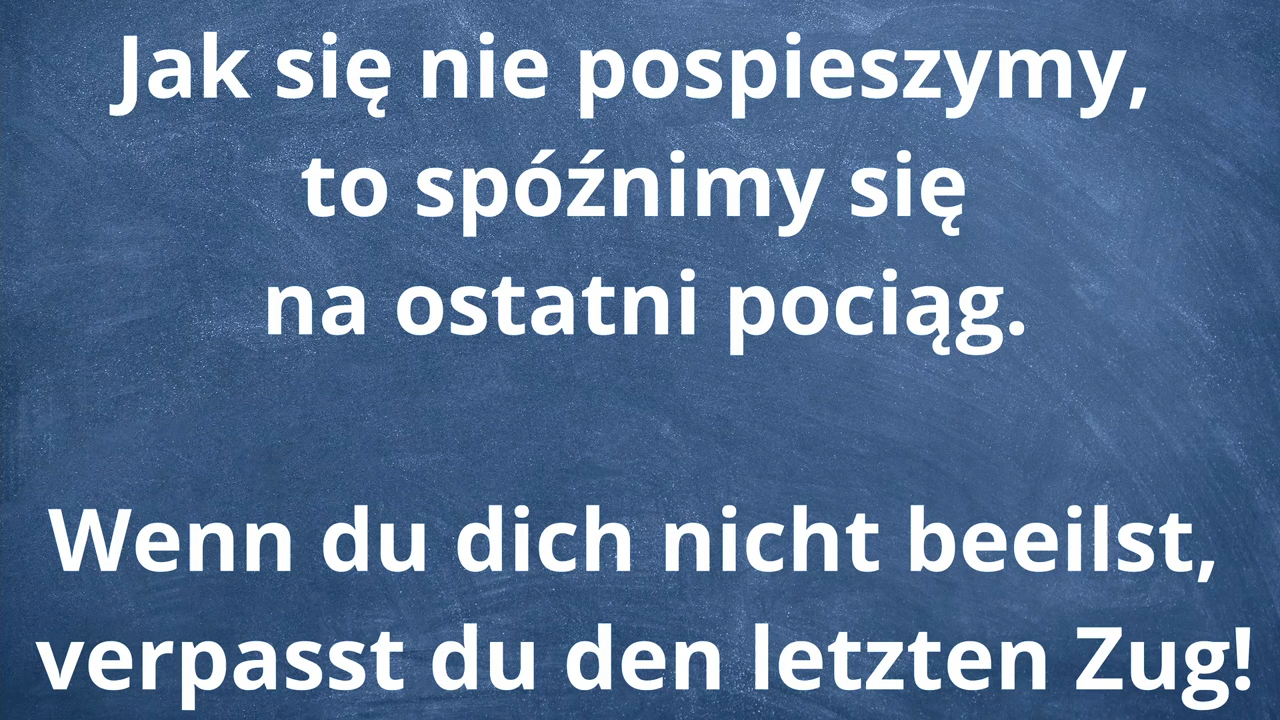 Jak się nie pospieszymy,
to spóźnimy się
na ostatni pociąg.
Wenn du dich nicht beeilst,
verpasst du den letzten Zug!